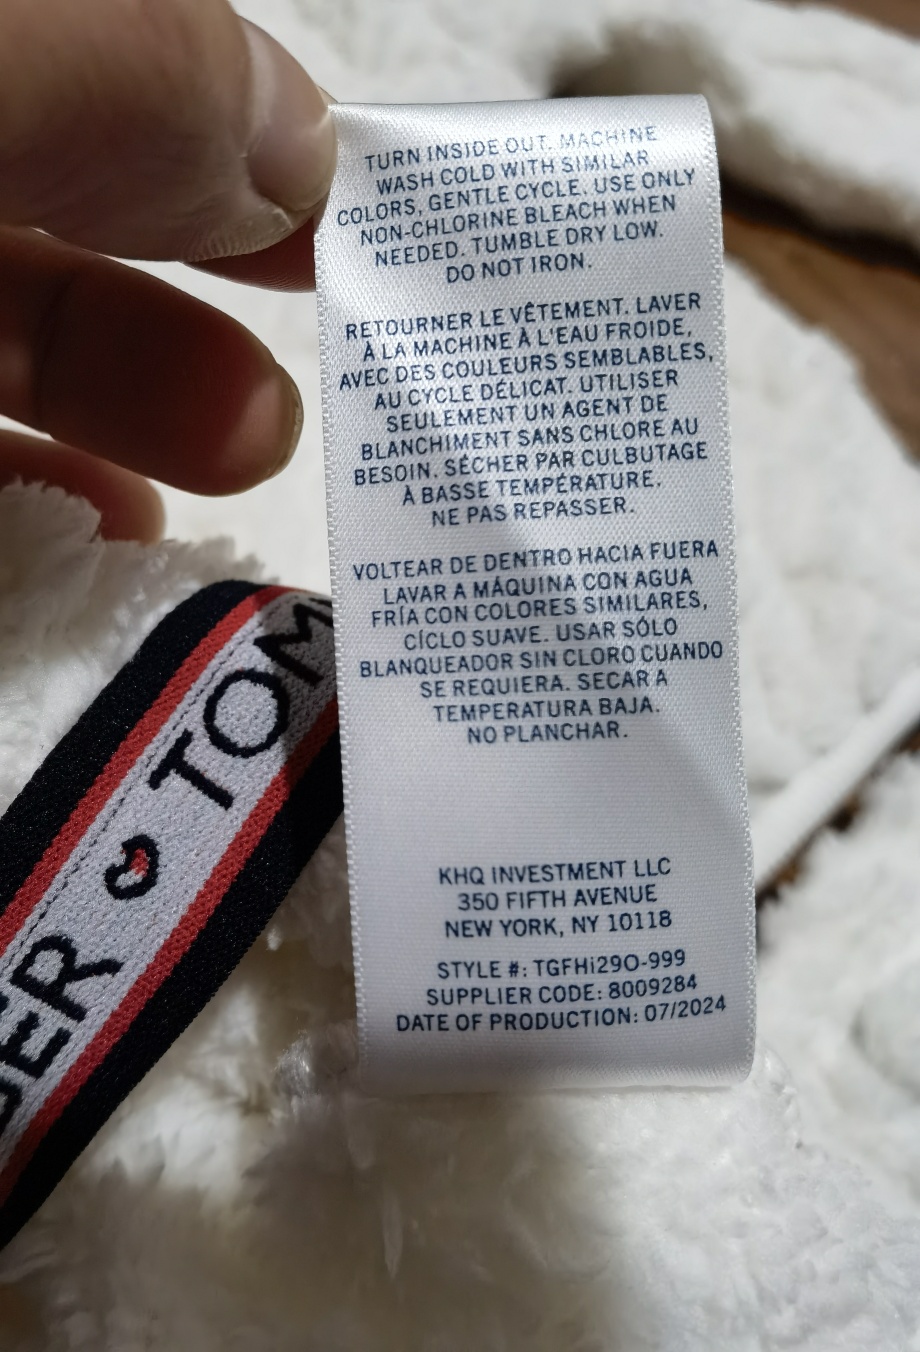 TURN INSIDE OUT. MACHINE
WASH COLD WITH SIMILAR
COLORS, GENTLE CYCLE. USE ONLY
NON-CHLORINE BLEACH WHEN
NEEDED. TUMBLE DRY LOW.
DO NOT IRON.
RETOURNER LE VÊTEMENT. LAVER
À LA MACHINE À L'EAU FROIDE,
AVEC DES COULEURS SEMBLABLES,
AU CYCLE DÉLICAT. UTILISER
SEULEMENT UN AGENT DE
BLANCHIMENT SANS CHLORE AU
BESOIN. SÉCHER PAR CULBUTAGE
À BASSE TEMPÉRATURE.
NE PAS REPASSER.
VOLTEAR DE DENTRO HACIA FUERA
LAVAR A MÁQUINA CON AGUA
FRÍA CON COLORES SIMILARES,
CÍCLO SUAVE. USAR SÓLO
BLANQUEADOR SIN CLORO CUANDO
SE REQUIERA. SECAR A
TEMPERATURA BAJA.
NO PLANCHAR.
KHQ INVESTMENT LLC
350 FIFTH AVENUE
NEW YORK, NY 10118
STYLE #: TGFHi29O-999
SUPPLIER CODE: 8009284
DATE OF PRODUCTION: 07/2024
GER TOM